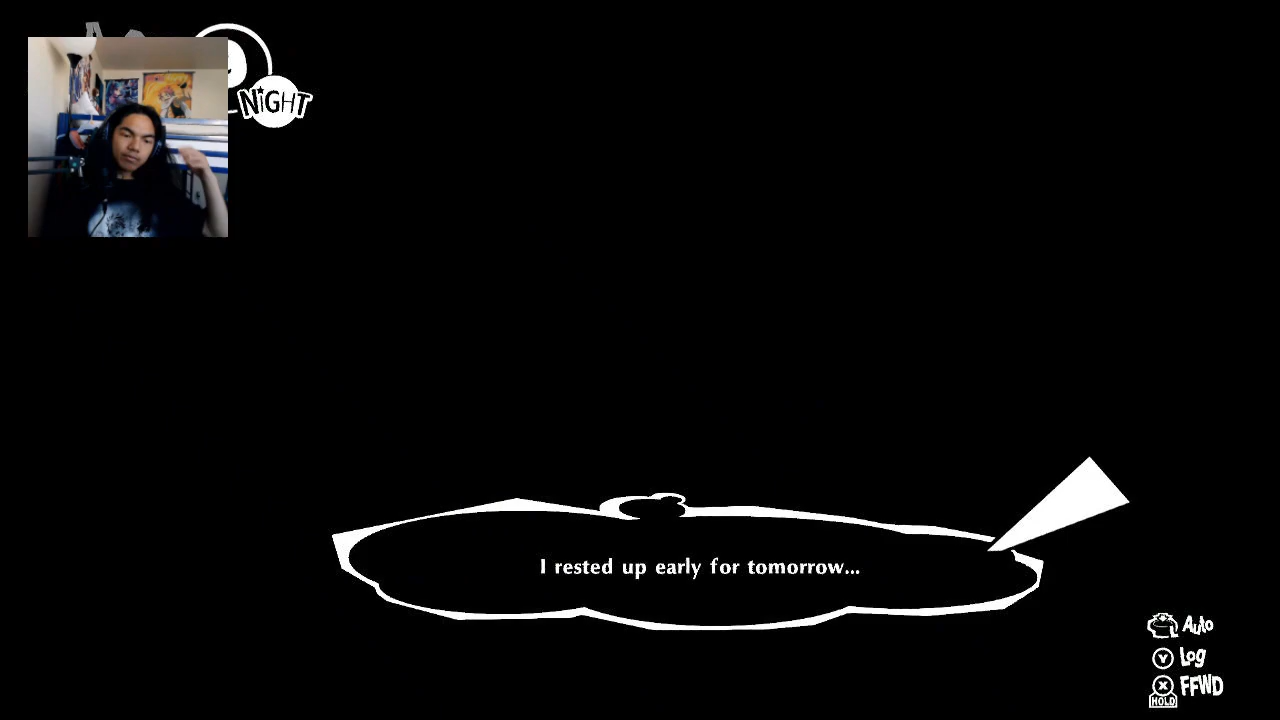 NiGHT
I rested up early for tomorrow...
Auto
Y Log
X FFWD
HOLD